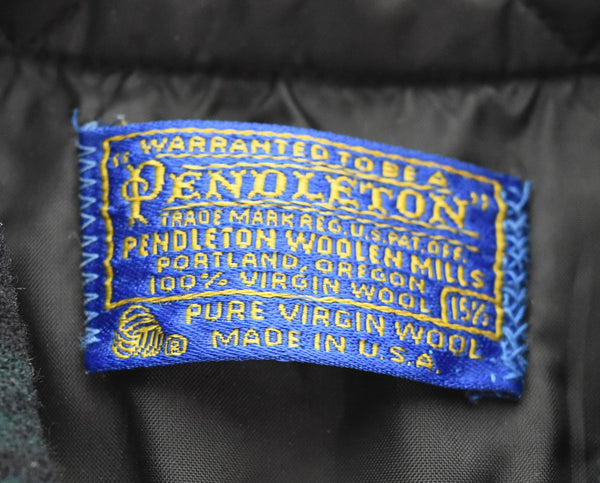 WARRANTED TO BE A
"PENDLETON"
TRADE MARK REG. U.S. PAT. OFF.
PENDLETON WOOLEN MILLS
PORTLAND, OREGON
100% VIRGIN WOOL 15½
PURE VIRGIN WOOL
® MADE IN U.S.A.